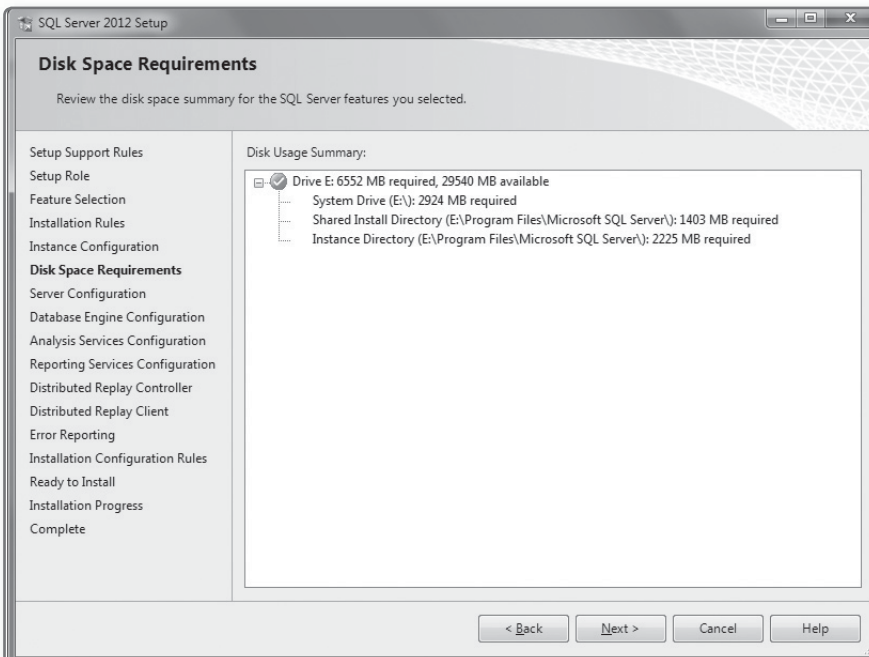 SQL Server 2012 Setup
Disk Space Requirements
Review the disk space summary for the SQL Server features you selected.
Setup Support Rules
Setup Role
Feature Selection
Installation Rules
Instance Configuration
Disk Space Requirements
Server Configuration
Database Engine Configuration
Analysis Services Configuration
Reporting Services Configuration
Distributed Replay Controller
Distributed Replay Client
Error Reporting
Installation Configuration Rules
Ready to Install
Installation Progress
Complete
Disk Usage Summary:
Drive E: 6552 MB required, 29540 MB available
System Drive (E:\): 2924 MB required
Shared Install Directory (E:\Program Files\Microsoft SQL Server\): 1403 MB required
Instance Directory (E:\Program Files\Microsoft SQL Server\): 2225 MB required
< Back
Next >
Cancel
Help